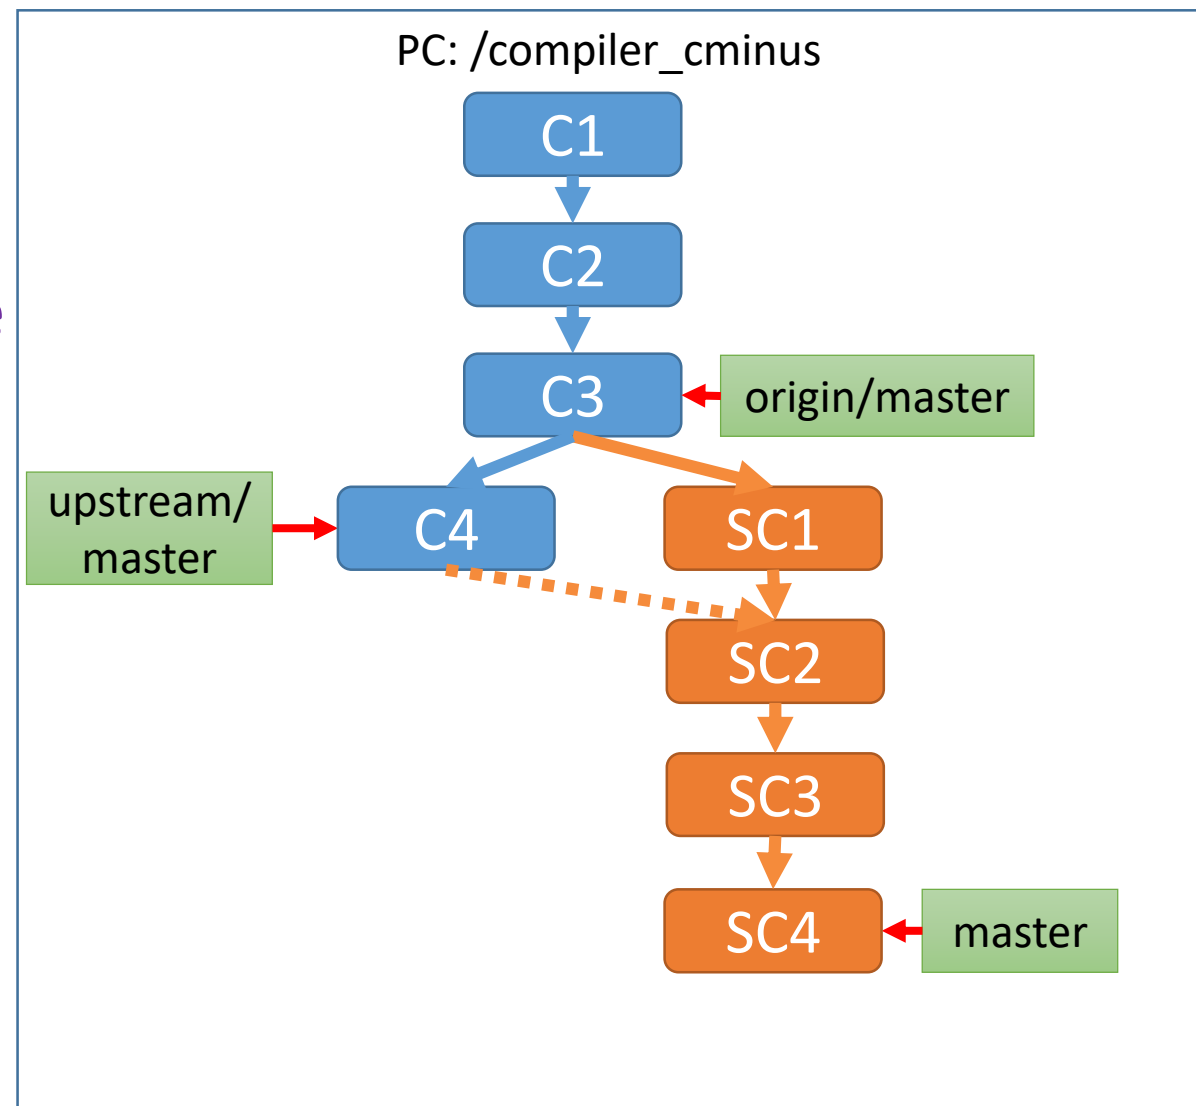 PC: /compiler_cminus
C1
C2
C3
origin/master
upstream/
master
C4
SC1
SC2
SC3
SC4
master